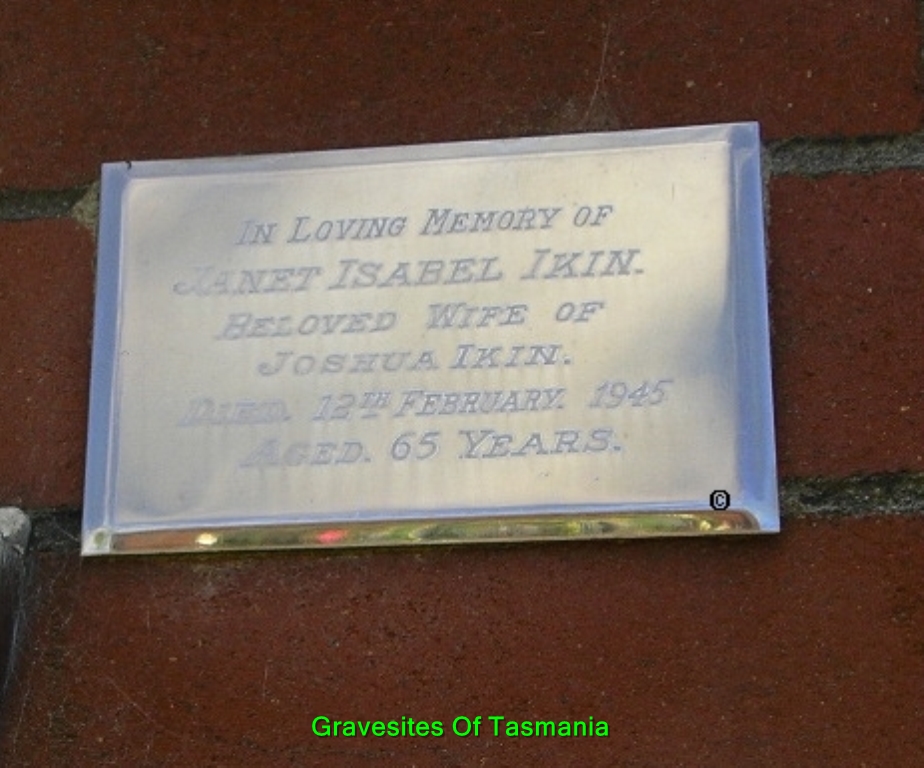 IN LOVING MEMORY OF
JANET ISABEL IKIN.
BELOVED WIFE OF
JOSHUA IKIN.
DIED. 12TH FEBRUARY. 1945
AGED. 65 YEARS.
©
Gravesites Of Tasmania